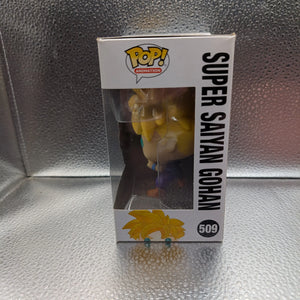 POP!
ANIMATION
SUPER SAIYAN GOHAN
509